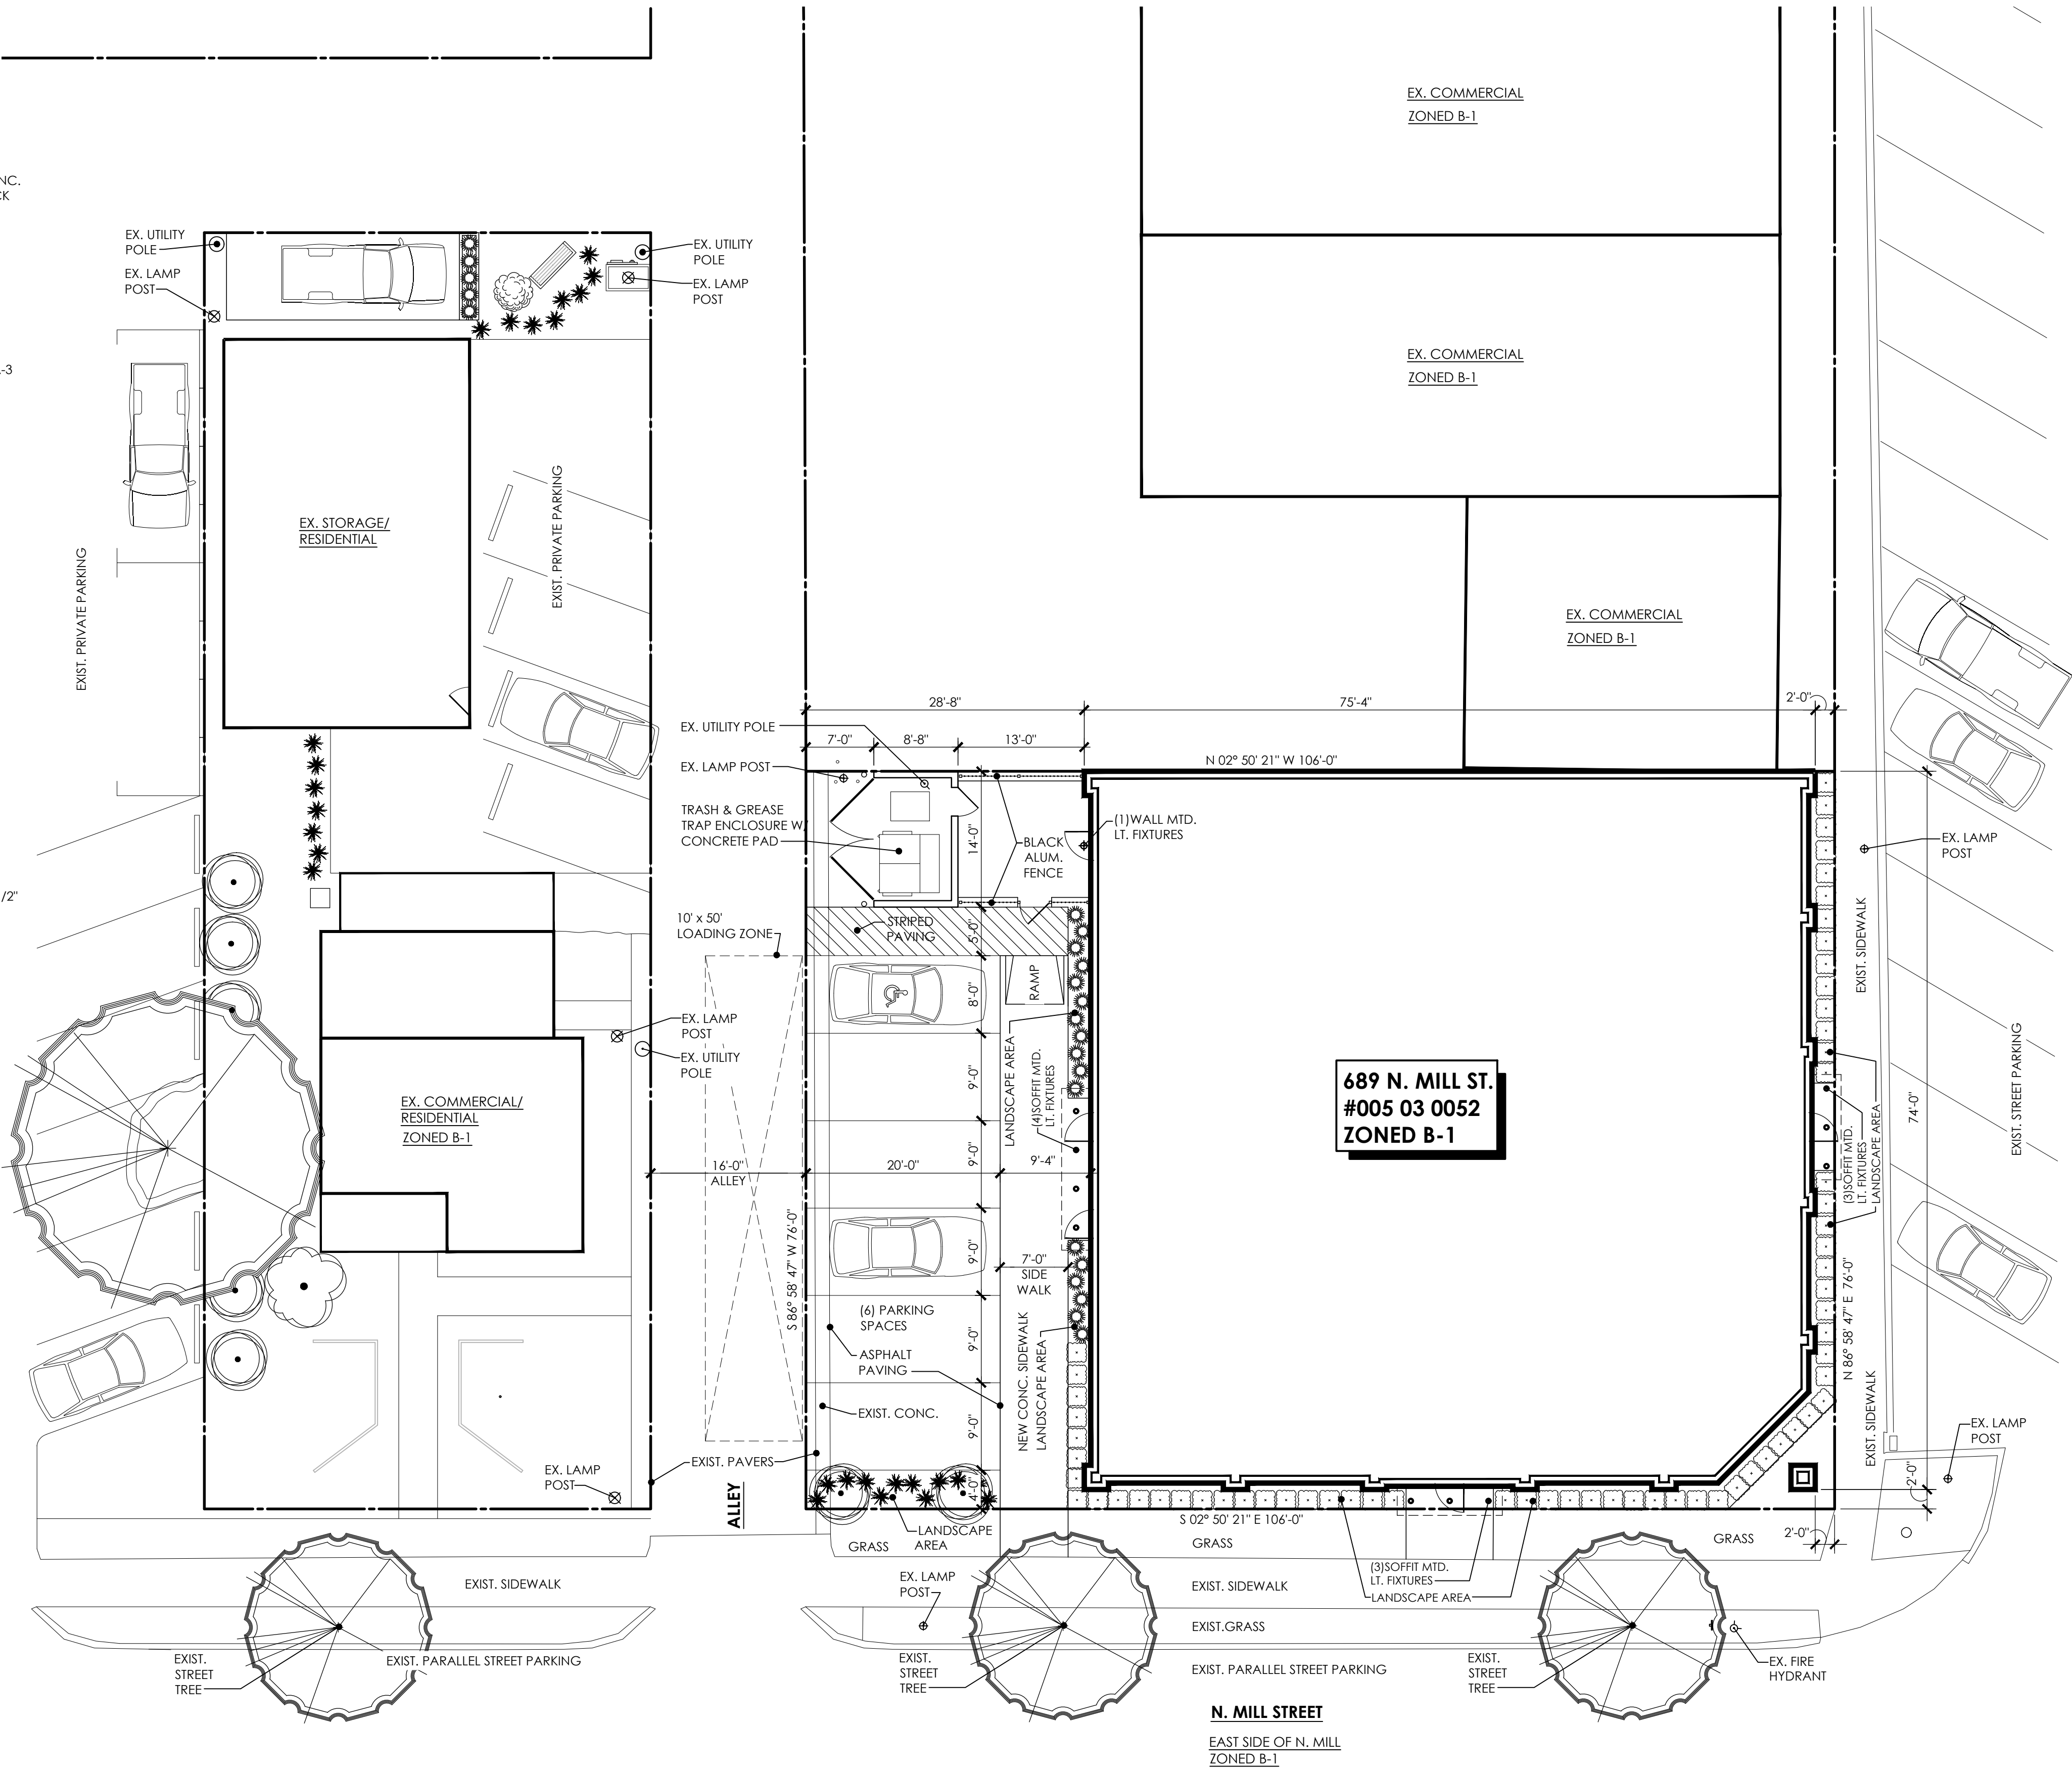 NC.
CK
-3
/2"
EX. COMMERCIAL
ZONED B-1
EX. UTILITY
POLE
EX. LAMP
POST
EX. UTILITY
POLE
EX. LAMP
POST
EX. COMMERCIAL
ZONED B-1
EX. STORAGE/
RESIDENTIAL
EXIST. PRIVATE PARKING
EXIST. PRIVATE PARKING
EX. COMMERCIAL
ZONED B-1
28'-8"
75'-4"
2'-0"
EX. UTILITY POLE
7'-0"
8'-8"
13'-0"
N 02° 50' 21" W 106'-0"
EX. LAMP POST
TRASH & GREASE
TRAP ENCLOSURE W/
CONCRETE PAD
14'-0"
BLACK
ALUM.
FENCE
(1)WALL MTD.
LT. FIXTURES
EX. LAMP
POST
10' x 50'
LOADING ZONE
STRIPED
PAVING
5'-0"
EXIST. SIDEWALK
RAMP
8'-0"
EX. LAMP
POST
EX. UTILITY
POLE
9'-0"
LANDSCAPE AREA
(4)SOFFIT MTD.
LT. FIXTURES
689 N. MILL ST.
#005 03 0052
ZONED B-1
EXIST. STREET PARKING
74'-0"
EX. COMMERCIAL/
RESIDENTIAL
ZONED B-1
(3)SOFFIT MTD.
LT. FIXTURES
LANDSCAPE AREA
16'-0"
ALLEY
20'-0"
9'-4"
9'-0"
S 86° 58' 47" W 76'-0"
9'-0"
7'-0"
SIDE
WALK
N 86° 58' 47" E 76'-0"
(6) PARKING
SPACES
9'-0"
ASPHALT
PAVING
NEW CONC. SIDEWALK
LANDSCAPE AREA
EXIST. CONC.
9'-0"
EXIST. SIDEWALK
EX. LAMP
POST
EXIST. PAVERS
EX. LAMP
POST
ALLEY
4'-0"
2'-0"
LANDSCAPE
AREA
GRASS
S 02° 50' 21" E 106'-0"
GRASS
GRASS
2'-0"
EXIST. SIDEWALK
EX. LAMP
POST
EXIST. SIDEWALK
(3)SOFFIT MTD.
LT. FIXTURES
LANDSCAPE AREA
EXIST.GRASS
EXIST.
STREET
TREE
EXIST. PARALLEL STREET PARKING
EXIST.
STREET
TREE
EXIST. PARALLEL STREET PARKING
EXIST.
STREET
TREE
EX. FIRE
HYDRANT
N. MILL STREET
EAST SIDE OF N. MILL
ZONED B-1